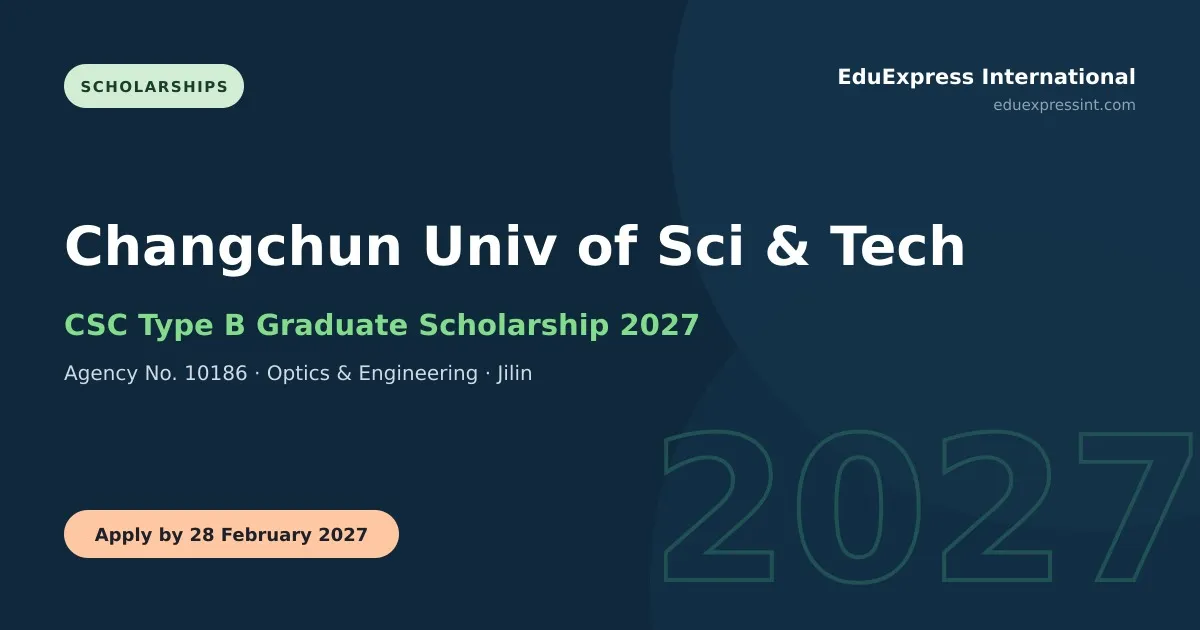 SCHOLARSHIPS
EduExpress International
eduexpressint.com
Changchun Univ of Sci & Tech
CSC Type B Graduate Scholarship 2027
Agency No. 10186 · Optics & Engineering · Jilin
2027
Apply by 28 February 2027